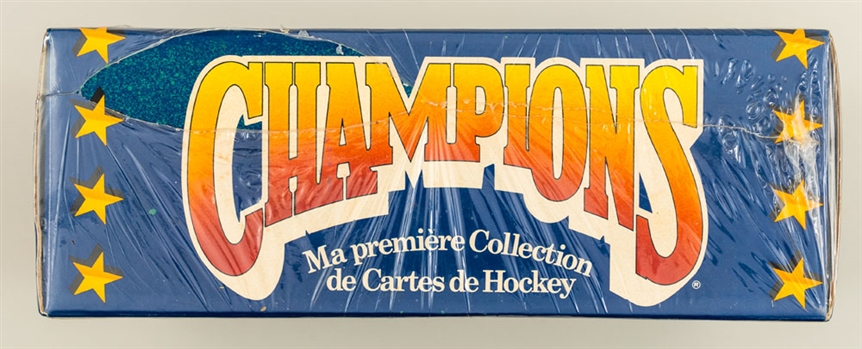 CHAMPIONS
Ma première Collection
de Cartes de Hockey
®